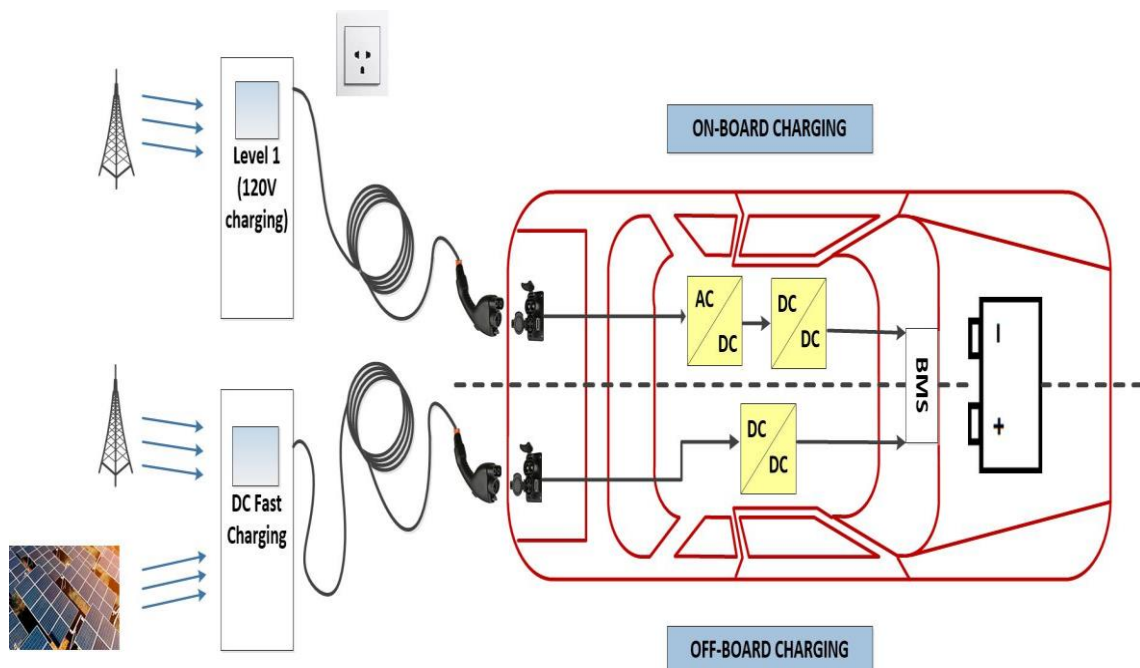 Level 1
(120V
charging)
ON-BOARD CHARGING
AC
DC
DC
DC
BMS
−
+
DC
DC
DC Fast
Charging
OFF-BOARD CHARGING